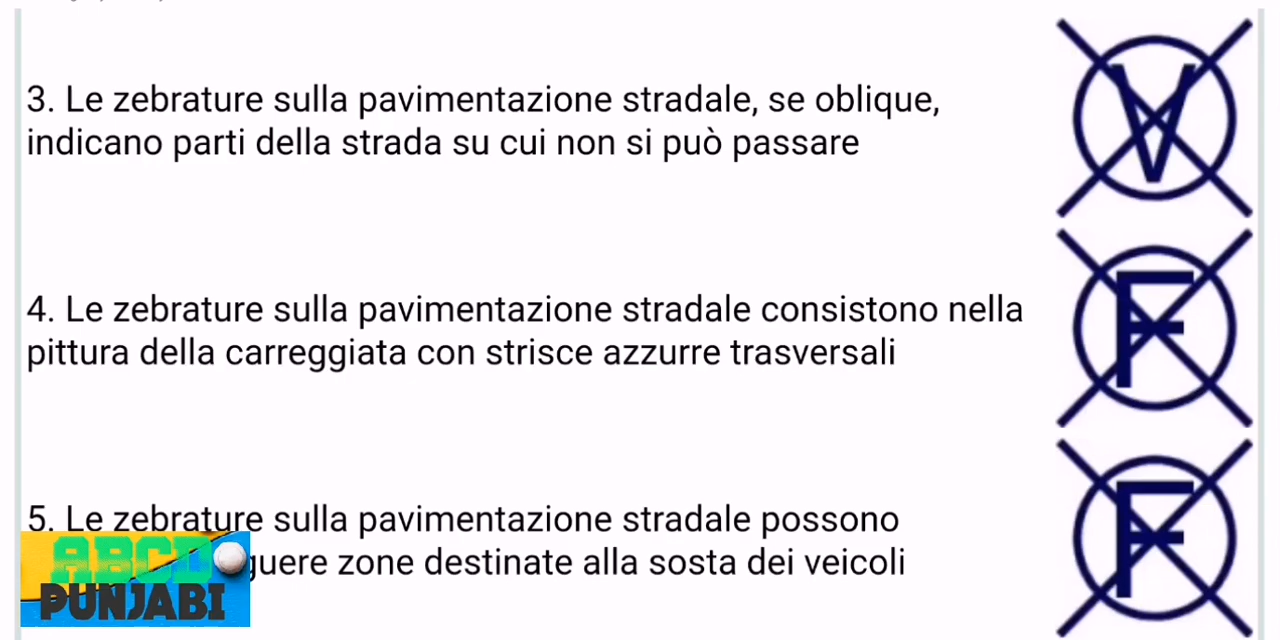 3. Le zebrature sulla pavimentazione stradale, se oblique,
indicano parti della strada su cui non si può passare
V
4. Le zebrature sulla pavimentazione stradale consistono nella
pittura della carreggiata con strisce azzurre trasversali
F
5. Le zebrature sulla pavimentazione stradale possono
guere zone destinate alla sosta dei veicoli
F
ABCD
PUNJABI